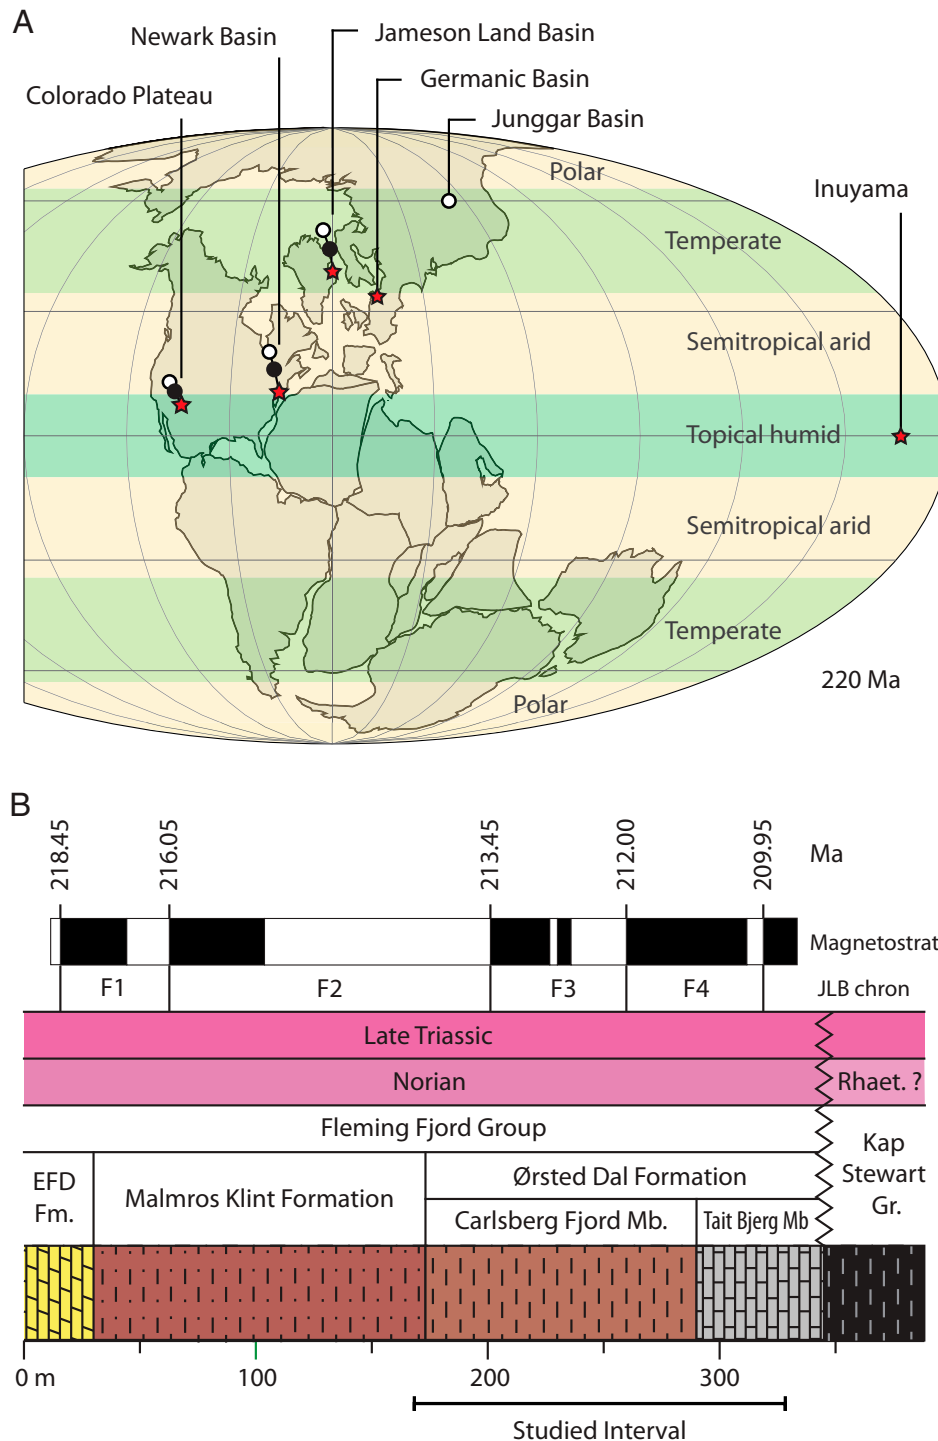 A
Newark Basin
Jameson Land Basin
Germanic Basin
Colorado Plateau
Junggar Basin
Polar
Inuyama
Temperate
Semitropical arid
Topical humid
Semitropical arid
Temperate
220 Ma
Polar
B
218.45
216.05
213.45
212.00
209.95
Ma
Magnetostrat
F1
F2
F3
F4
JLB chron
Late Triassic
Norian
Rhaet. ?
Fleming Fjord Group
Kap
Stewart
Gr.
EFD
Fm.
Malmros Klint Formation
Ørsted Dal Formation
Carlsberg Fjord Mb.
Tait Bjerg Mb
0 m
100
200
300
Studied Interval